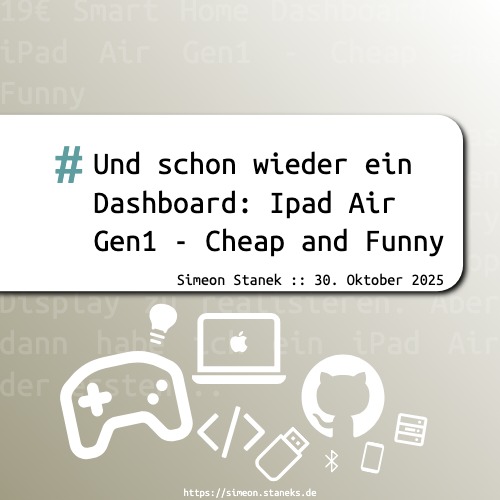 19€ Smart Home Dashboard
iPad Air Gen1 - Cheap
Funny
# Und schon wieder ein
Dashboard: Ipad Air
Gen1 - Cheap and Funny
Simeon Stanek :: 30. Oktober 2025
Display zu realisieren. Aber
dann habe ich ein iPad Air
der ersten
https://simeon.staneks.de